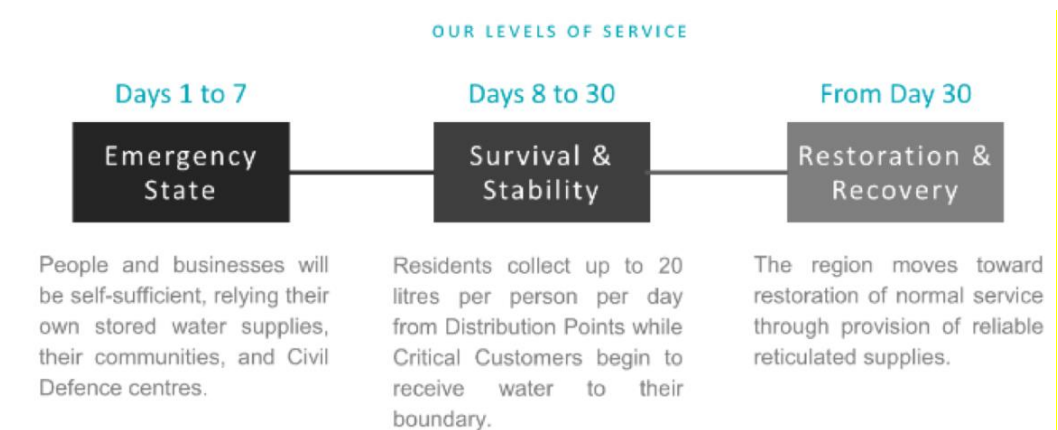 OUR LEVELS OF SERVICE
Days 1 to 7
Emergency
State
People and businesses will
be self-sufficient, relying their
own stored water supplies,
their communities, and Civil
Defence centres.
Days 8 to 30
Survival &
Stability
Residents collect up to 20
litres per person per day
from Distribution Points while
Critical Customers begin to
receive water to their
boundary.
From Day 30
Restoration &
Recovery
The region moves toward
restoration of normal service
through provision of reliable
reticulated supplies.